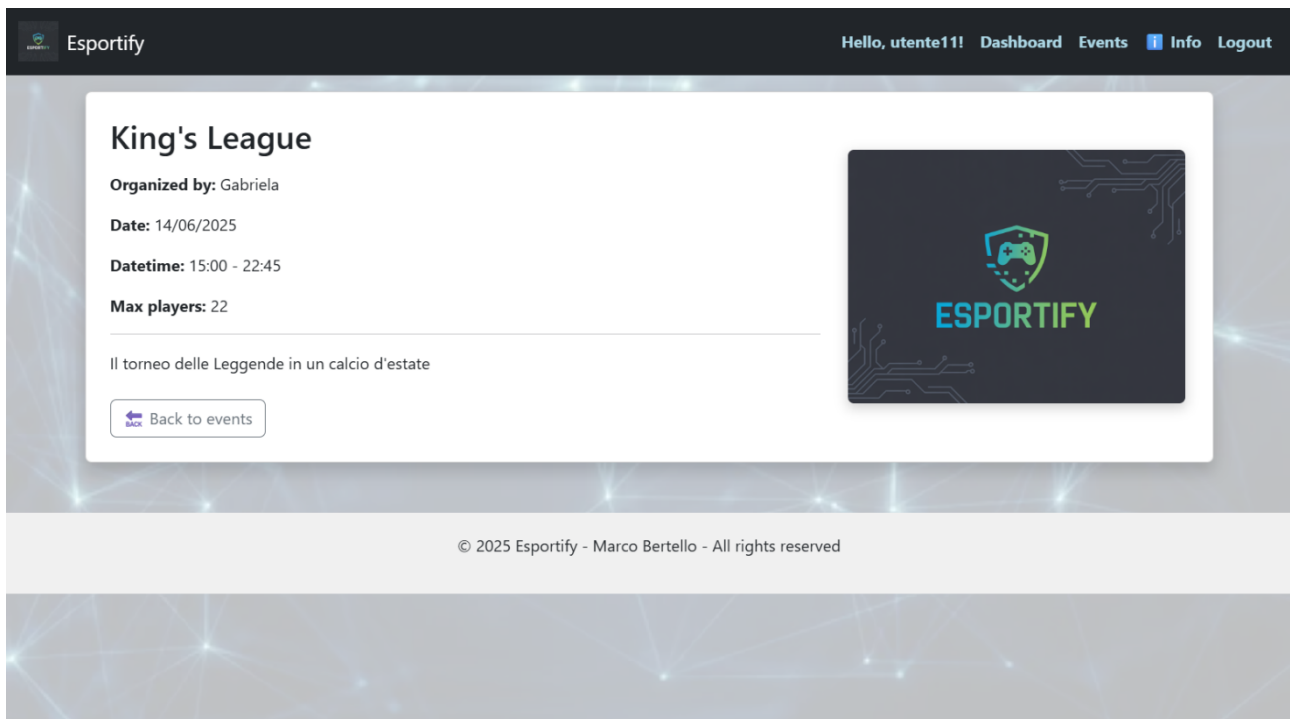 Esportify
Hello, utente11! Dashboard Events i Info Logout
King's League
Organized by: Gabriela
Date: 14/06/2025
Datetime: 15:00 - 22:45
Max players: 22
Il torneo delle Leggende in un calcio d'estate
BACK Back to events
ESPORTIFY
© 2025 Esportify - Marco Bertello - All rights reserved